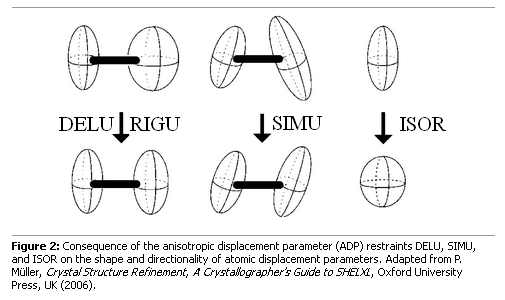 DELU RIGU SIMU ISOR
Figure 2: Consequence of the anisotropic displacement parameter (ADP) restraints DELU, SIMU,
and ISOR on the shape and directionality of atomic displacement parameters. Adapted from P.
Müller, Crystal Structure Refinement, A Crystallographer's Guide to SHELXL, Oxford University
Press, UK (2006).